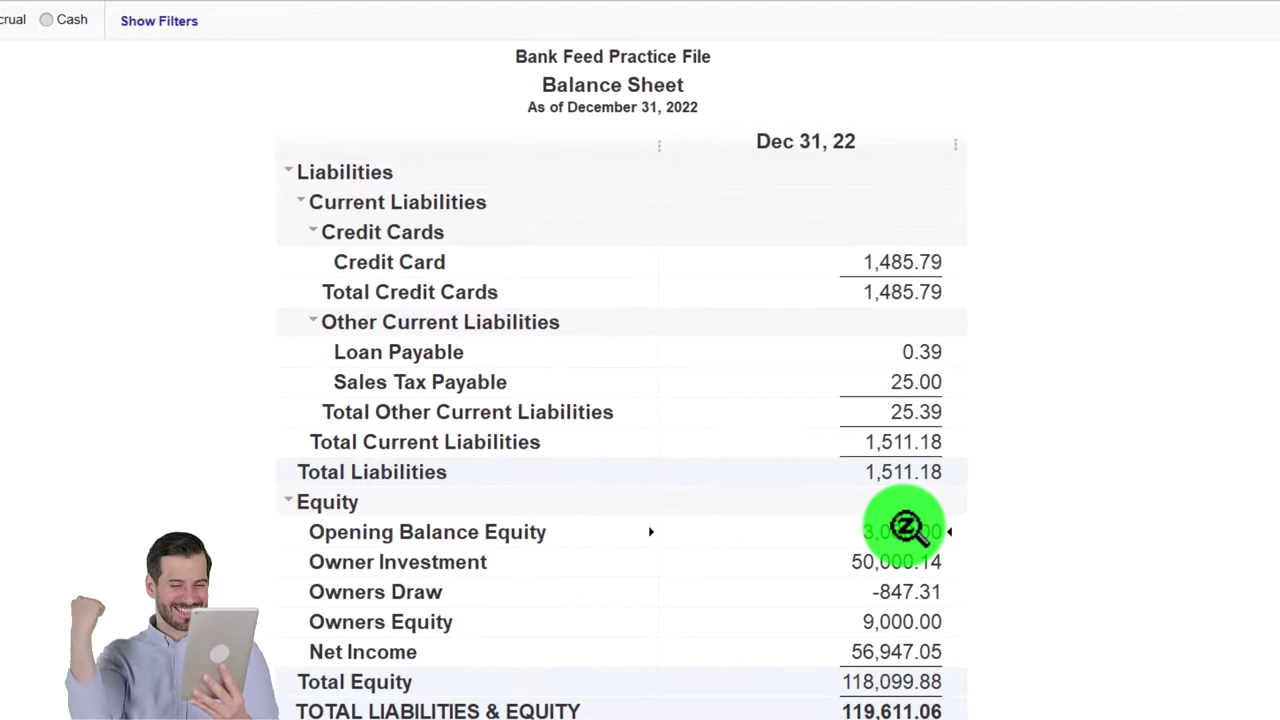 crual Cash Show Filters
Bank Feed Practice File
Balance Sheet
As of December 31, 2022
Dec 31, 22
Liabilities
Current Liabilities
Credit Cards
Credit Card 1,485.79
Total Credit Cards 1,485.79
Other Current Liabilities
Loan Payable 0.39
Sales Tax Payable 25.00
Total Other Current Liabilities 25.39
Total Current Liabilities 1,511.18
Total Liabilities 1,511.18
Equity
Opening Balance Equity
Owner Investment 50,000.14
Owners Draw -847.31
Owners Equity 9,000.00
Net Income 56,947.05
Total Equity 118,099.88
TOTAL LIABILITIES & EQUITY 119,611.06